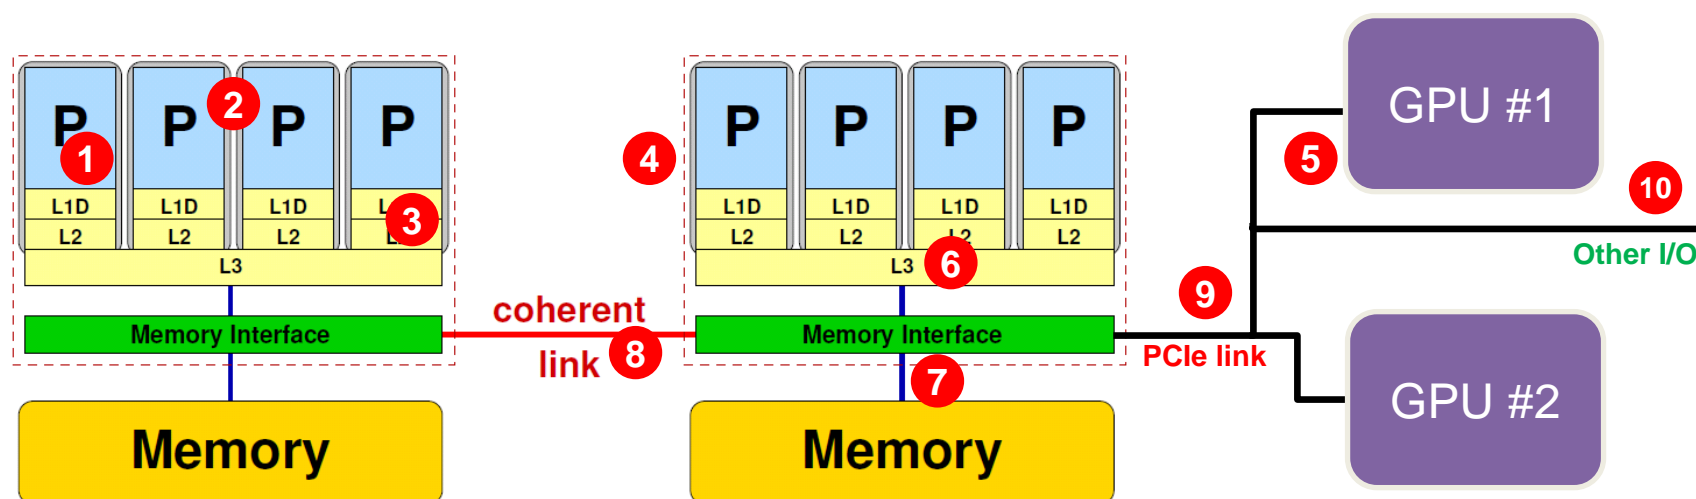 P P P P
1
2
L1D L1D L1D
L2 L2 L2
3
L3
Memory Interface
Memory
coherent
link
8
4
P P P P
L1D L1D L1D L1D
L2 L2 L2 L2
L3
6
Memory Interface
7
Memory
9
PCIe link
5
GPU #1
10
Other I/O
GPU #2